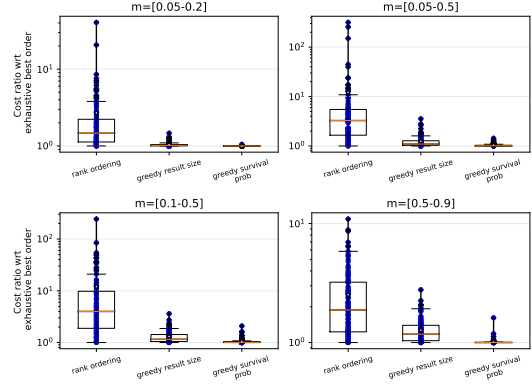 m=[0.05-0.2]
Cost ratio wrt
exhaustive best order
10¹
10⁰
rank ordering
greedy result size
greedy survival
prob
m=[0.05-0.5]
10²
10¹
10⁰
rank ordering
greedy result size
greedy survival
prob
m=[0.1-0.5]
Cost ratio wrt
exhaustive best order
10²
10¹
10⁰
rank ordering
greedy result size
greedy survival
prob
m=[0.5-0.9]
10¹
10⁰
rank ordering
greedy result size
greedy survival
prob